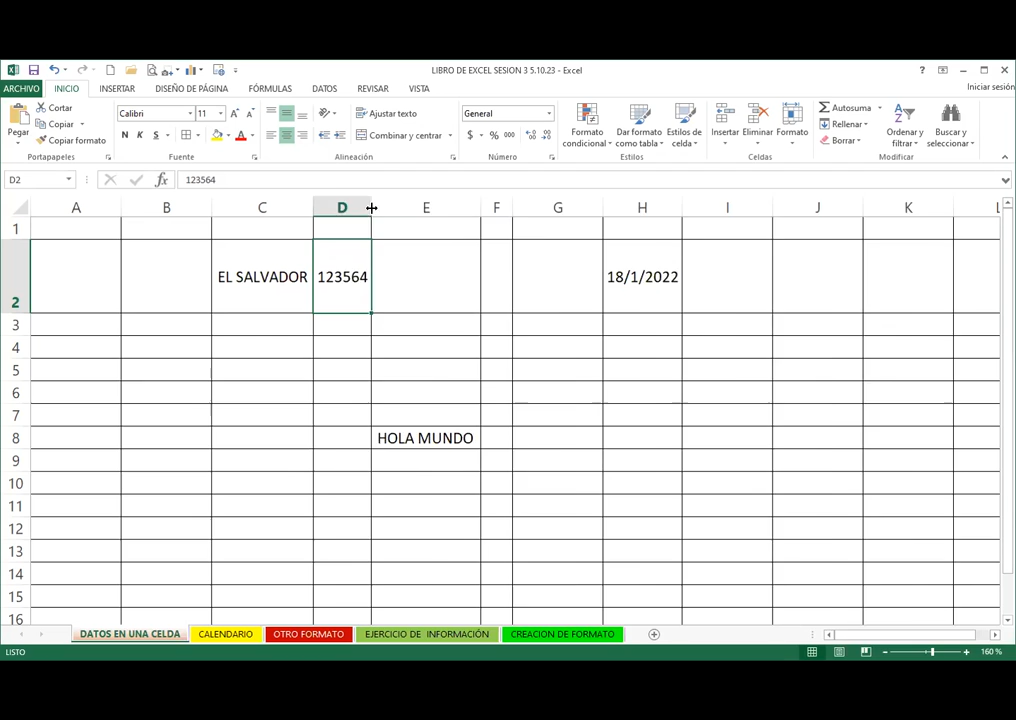 LIBRO DE EXCEL SESION 3 5.10.23 - Excel
ARCHIVO INICIO INSERTAR DISEÑO DE PÁGINA FÓRMULAS DATOS REVISAR VISTA Iniciar sesión
Pegar Cortar Copiar Copiar formato
Calibri 11 N K S A
Ajustar texto Combinar y centrar
General $ % 000
Formato condicional Dar formato como tabla Estilos de celda
Insertar Eliminar Formato
Autosuma Rellenar Borrar
Ordenar y filtrar Buscar y seleccionar
Portapapeles Fuente Alineación Número Estilos Celdas Modificar
D2 fx 123564
A B C D E F G H I J K L
1
2 EL SALVADOR 123564 18/1/2022
3
4
5
6
7
8 HOLA MUNDO
9
10
11
12
13
14
15
16
DATOS EN UNA CELDA CALENDARIO OTRO FORMATO EJERCICIO DE INFORMACIÓN CREACION DE FORMATO
LISTO 160 %